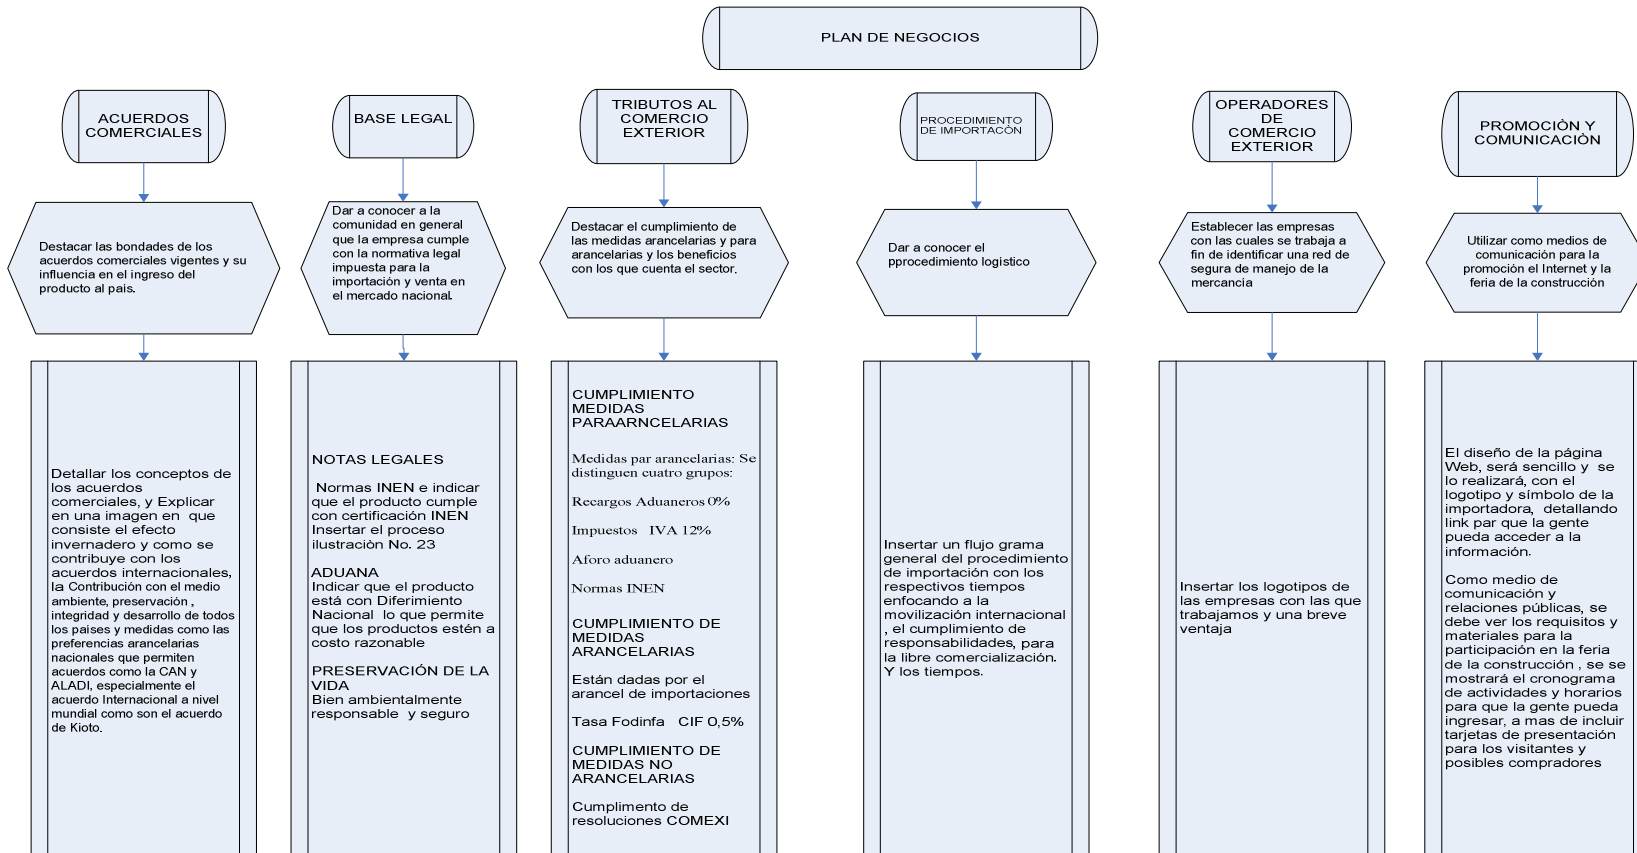 PLAN DE NEGOCIOS
ACUERDOS
COMERCIALES
BASE LEGAL
TRIBUTOS AL
COMERCIO
EXTERIOR
PROCEDIMIENTO
DE IMPORTACÓN
OPERADORES
DE
COMERCIO
EXTERIOR
PROMOCIÒN Y
COMUNICACIÒN
Destacar las bondades de los
acuerdos comerciales vigentes y su
influencia en el ingreso del
producto al país.
Dar a conocer a la
comunidad en general
que la empresa cumple
con la normativa legal
impuesta para la
importación y venta en
el mercado nacional.
Destacar el cumplimiento de
las medidas arancelarias y para
arancelarias y los beneficios
con los que cuenta el sector.
Dar a conocer el
pprocedimiento logístico
Establecer las empresas
con las cuales se trabaja a
fin de identificar una red de
segura de manejo de la
mercancía
Utilizar como medios de
comunicación para la
promoción el Internet y la
feria de la construcción
Detallar los conceptos de
los acuerdos
comerciales, y Explicar
en una imagen en  que
consiste el efecto
invernadero y como se
contribuye con los
acuerdos internacionales,
la Contribución con el medio
ambiente, preservación ,
integridad y desarrollo de todos
los países y medidas como las
preferencias arancelarias
nacionales que permiten
acuerdos como la CAN y
ALADI, especialmente el
acuerdo Internacional a nivel
mundial como son el acuerdo
de Kioto.
NOTAS LEGALES
Normas INEN e indicar
que el producto cumple
con certificación INEN
Insertar el proceso
ilustraciòn No. 23
ADUANA
Indicar que el producto
está con Diferimiento
Nacional  lo que permite
que los productos estén a
costo razonable
PRESERVACIÓN DE LA
VIDA
Bien ambientalmente
responsable  y seguro
CUMPLIMIENTO
MEDIDAS
PARAARNCELARIAS
Medidas par arancelarias: Se
distinguen cuatro grupos:
Recargos Aduaneros 0%
Impuestos   IVA 12%
Aforo aduanero
Normas INEN
CUMPLIMIENTO DE
MEDIDAS
ARANCELARIAS
Están dadas por el
arancel de importaciones
Tasa Fodinfa   CIF 0,5%
CUMPLIMIENTO DE
MEDIDAS NO
ARANCELARIAS
Cumplimento de
resoluciones COMEXI
Insertar un flujo grama
general del procedimiento
de importación con los
respectivos tiempos
enfocando a la
movilización internacional
, el cumplimiento de
responsabilidades, para
la libre comercialización.
Y los tiempos.
Insertar los logotipos de
las empresas con las que
trabajamos y una breve
ventaja
El diseño de la página
Web, será sencillo y  se
lo realizará, con el
logotipo y símbolo de la
importadora,  detallando
link par que la gente
pueda acceder a la
información.
Como medio de
comunicación y
relaciones públicas, se
debe ver los requisitos y
materiales para la
participación en la feria
de la construcción , se se
mostrará el cronograma
de actividades y horarios
para que la gente pueda
ingresar, a mas de incluir
tarjetas de presentación
para los visitantes y
posibles compradores